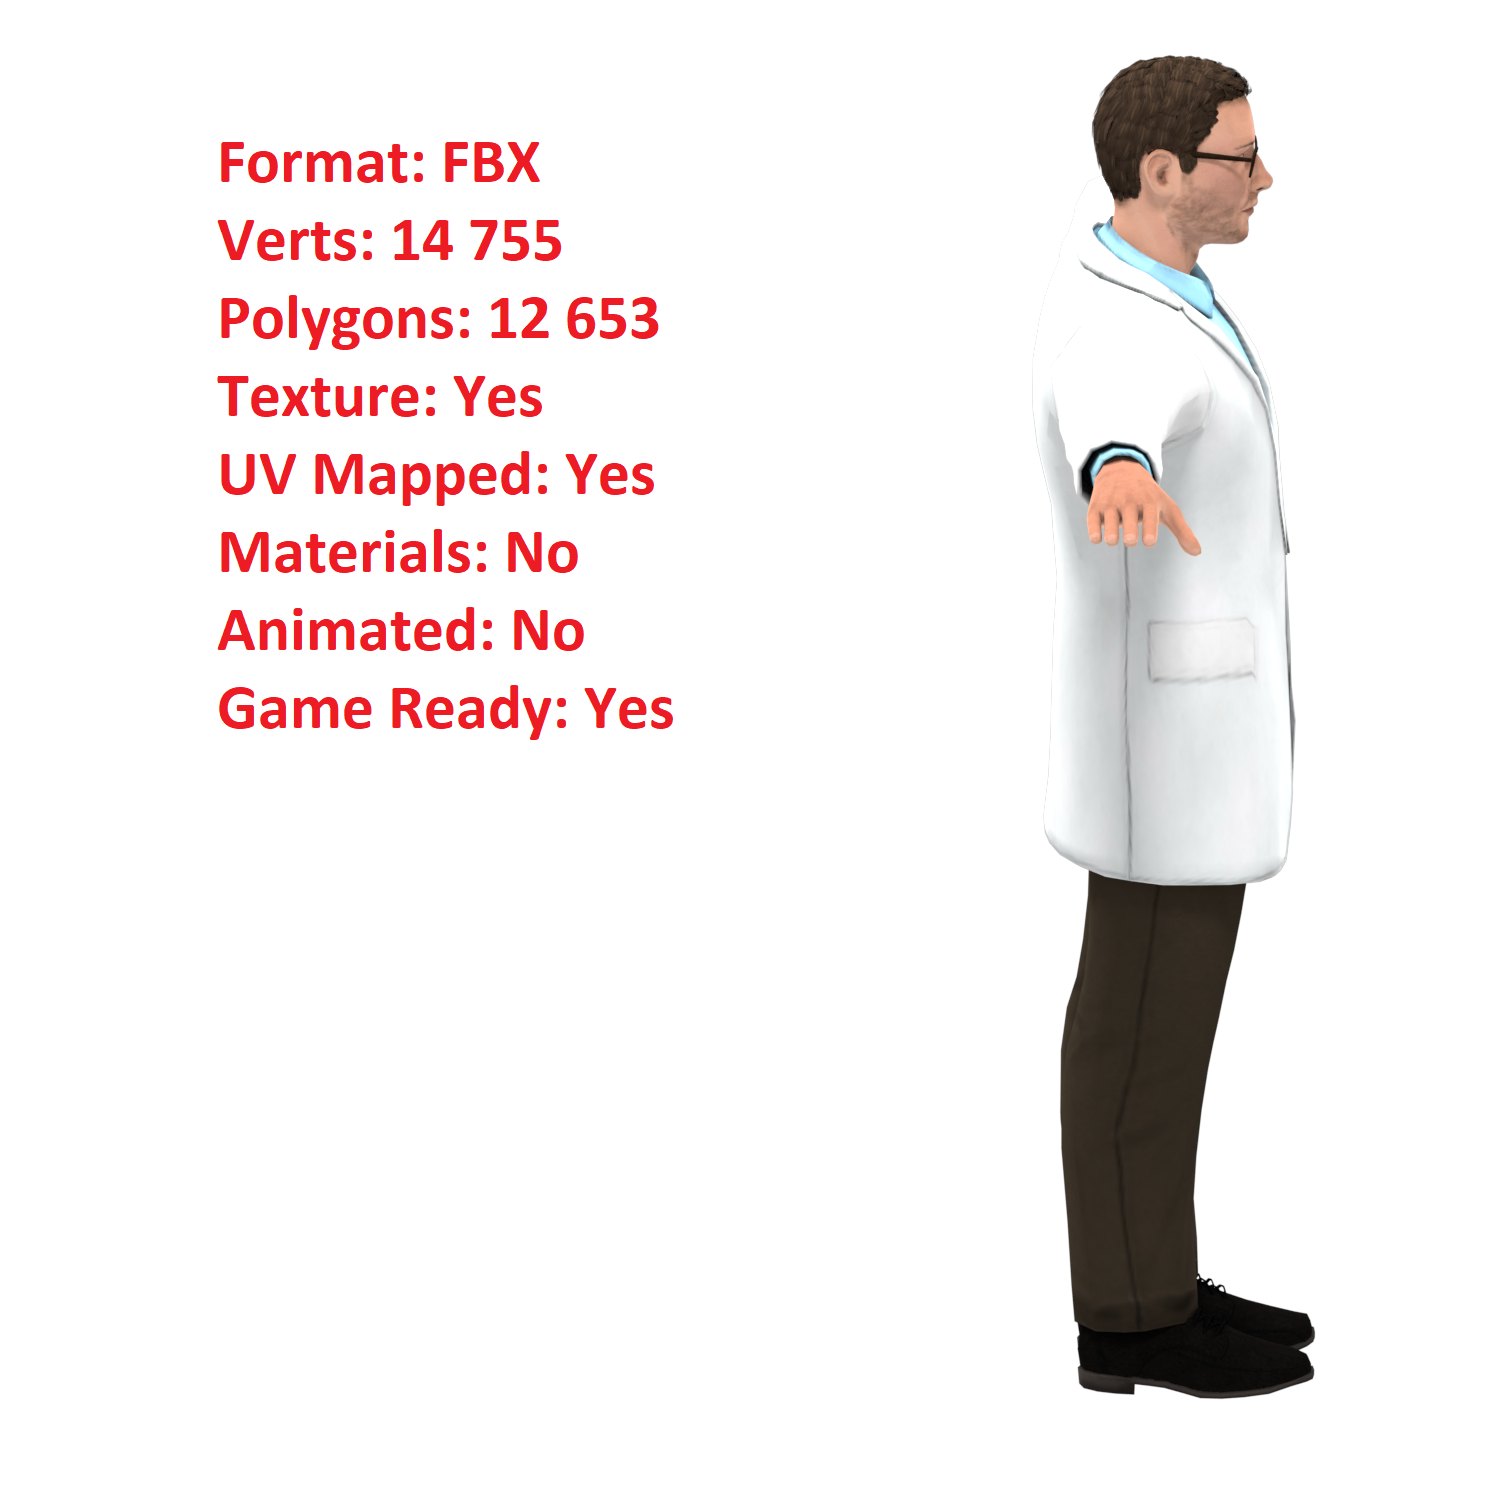 Format: FBX
Verts: 14 755
Polygons: 12 653
Texture: Yes
UV Mapped: Yes
Materials: No
Animated: No
Game Ready: Yes